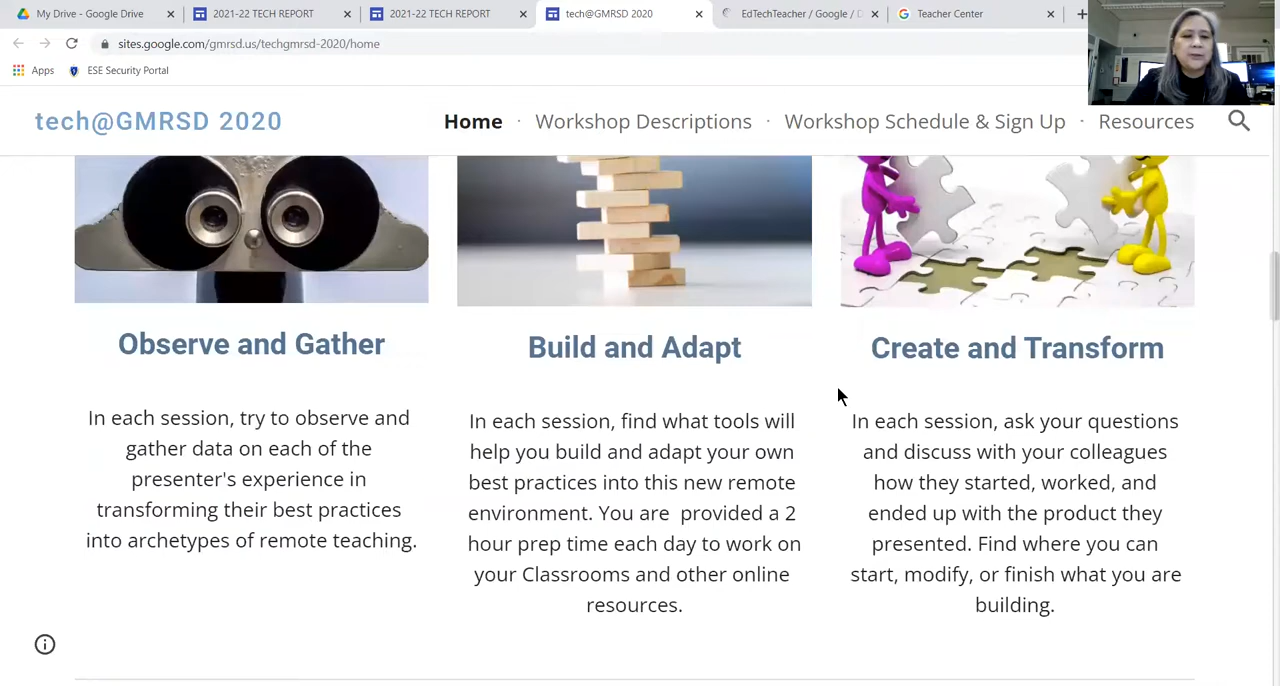 My Drive - Google Drive
2021-22 TECH REPORT
2021-22 TECH REPORT
tech@GMRSD 2020
EdTechTeacher / Google / D
Teacher Center
sites.google.com/gmrsd.us/techgmrsd-2020/home
Apps
ESE Security Portal
tech@GMRSD 2020
Home · Workshop Descriptions · Workshop Schedule & Sign Up · Resources
Observe and Gather
In each session, try to observe and
gather data on each of the
presenter's experience in
transforming their best practices
into archetypes of remote teaching.
Build and Adapt
In each session, find what tools will
help you build and adapt your own
best practices into this new remote
environment. You are  provided a 2
hour prep time each day to work on
your Classrooms and other online
resources.
Create and Transform
In each session, ask your questions
and discuss with your colleagues
how they started, worked, and
ended up with the product they
presented. Find where you can
start, modify, or finish what you are
building.